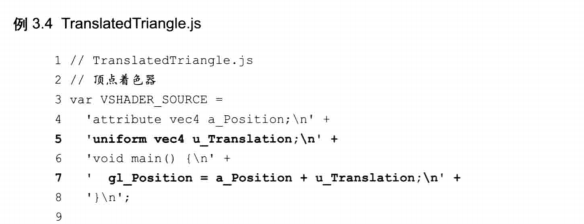 例 3.4 TranslatedTriangle.js
1 // TranslatedTriangle.js
2 // 顶点着色器
3 var VSHADER_SOURCE =
4 'attribute vec4 a_Position;\n' +
5 'uniform vec4 u_Translation;\n' +
6 'void main() {\n' +
7 ' gl_Position = a_Position + u_Translation;\n' +
8 '}\n';
9